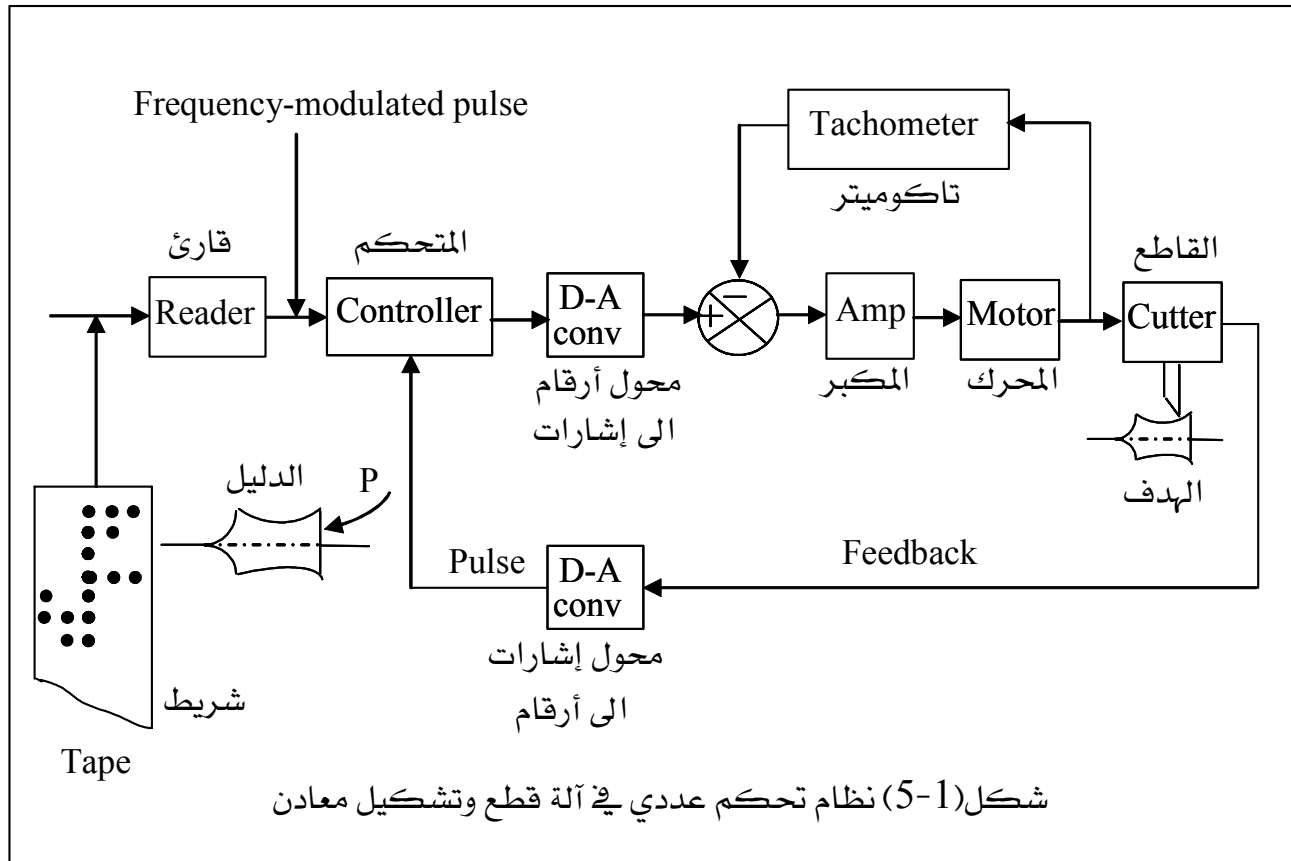 Frequency-modulated pulse
Tachometer
تاكوميتر
قارئ
المتحكم
القاطع
Reader
Controller
D-A
conv
+
−
Amp
Motor
Cutter
محول أرقام
الى إشارات
المكبر
المحرك
الهدف
الدليل
P
Pulse
D-A
conv
Feedback
محول إشارات
الى أرقام
شريط
Tape
شكل(1-5) نظام تحكم عددي في آلة قطع وتشكيل معادن